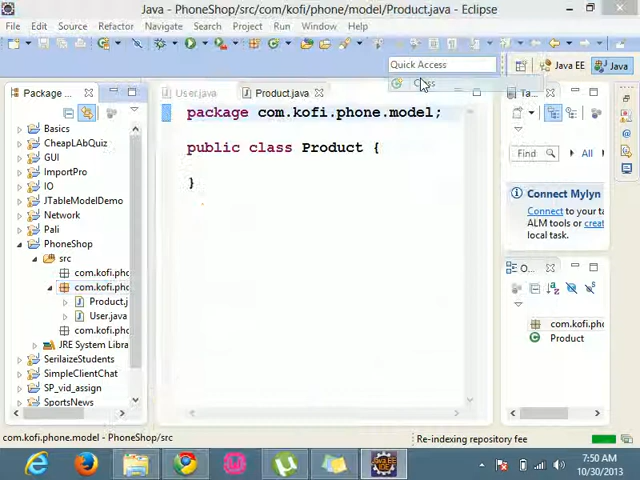 Java - PhoneShop/src/com/kofi/phone/model/Product.java - Eclipse
File Edit Source Refactor Navigate Search Project Run Window Help
Quick Access
Java EE
Java
Package
User.java
Product.java
Ta
Basics
CheapLABQuiz
GUI
ImportPro
IO
JTableModelDemo
Network
Pali
PhoneShop
src
com.kofi.pho
com.kofi.pho
Product.j
User.java
com.kofi.pho
JRE System Libra
SerlaizeStudents
SimpleClientChat
SP_vid_assign
SportsNews
package com.kofi.phone.model;
public class Product {
}
Find
All
Connect Mylyn
Connect to your ta
ALM tools or create
local task.
O...
com.kofi.pho
Product
com.kofi.phone.model - PhoneShop/src
Re-indexing repository fee
7:50 AM
10/30/2013